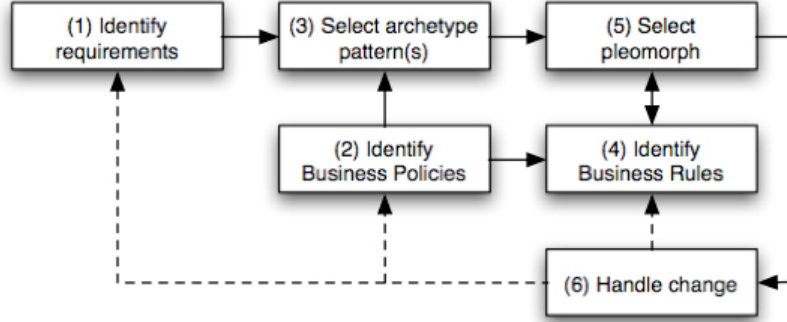 (1) Identify
requirements
(3) Select archetype
pattern(s)
(5) Select
pleomorph
(2) Identify
Business Policies
(4) Identify
Business Rules
(6) Handle change